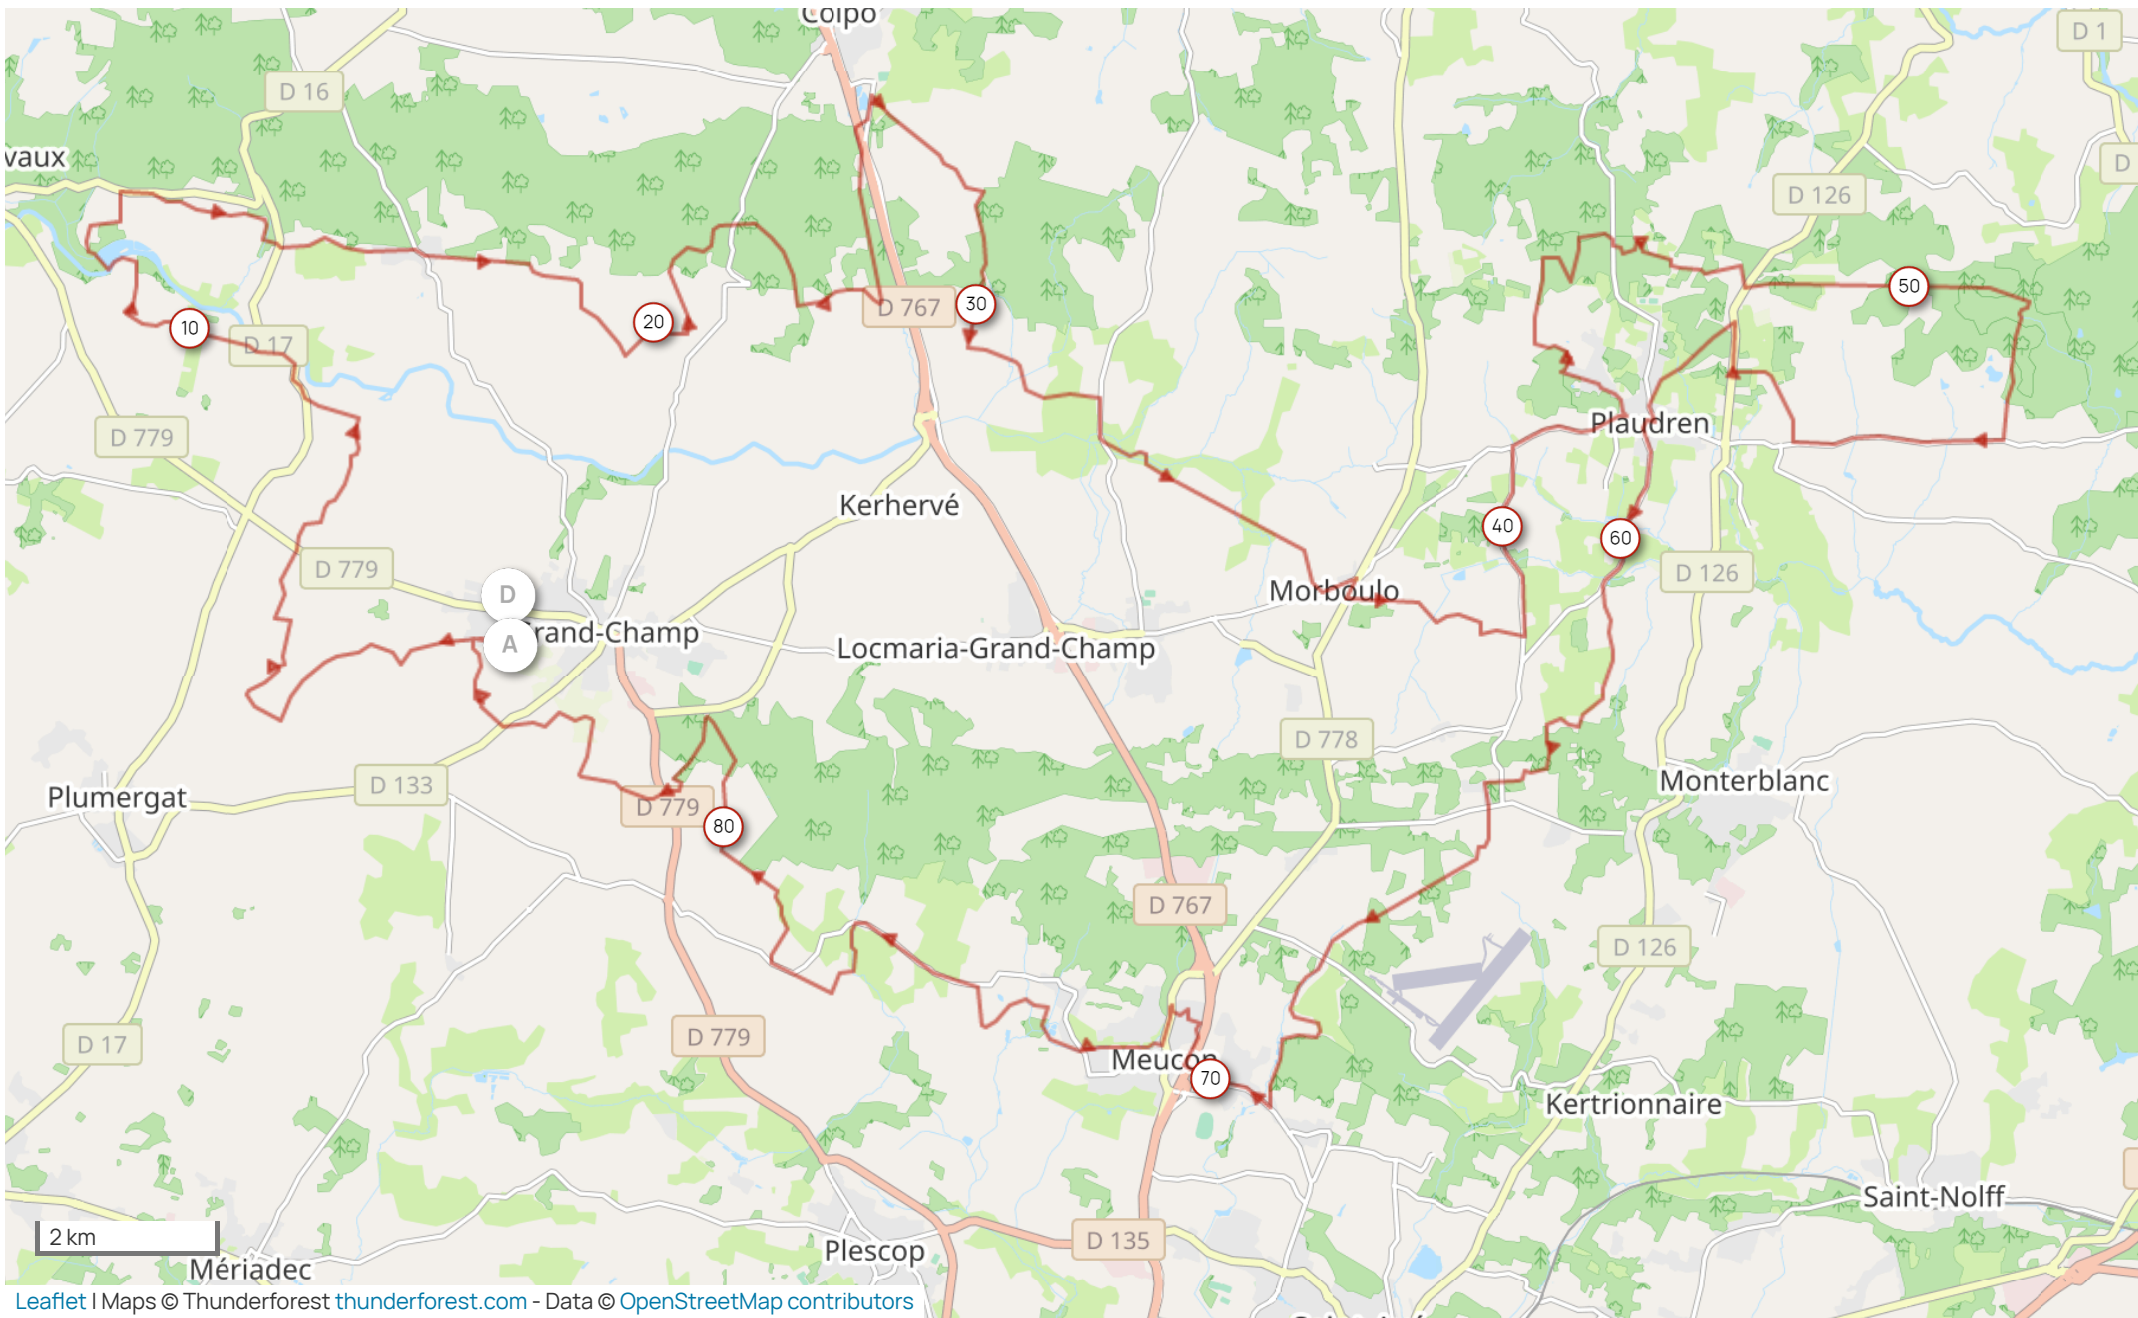 Colpo
D 1
D 16
vaux
D
D 126
50
30
D 767
20
10
D 17
Plaudren
D 779
Kerhervé
40
60
D 779
D 126
D
Morboulo
Grand-Champ
A
Locmaria-Grand-Champ
D 778
Monterblanc
D 133
Plumergat
D 779
80
D 767
D 126
D 779
D 17
Meucon
70
Kertrionnaire
Saint-Nolff
2 km
D 135
Plescop
Mériadec
Leaflet | Maps © Thunderforest thunderforest.com - Data © OpenStreetMap contributors